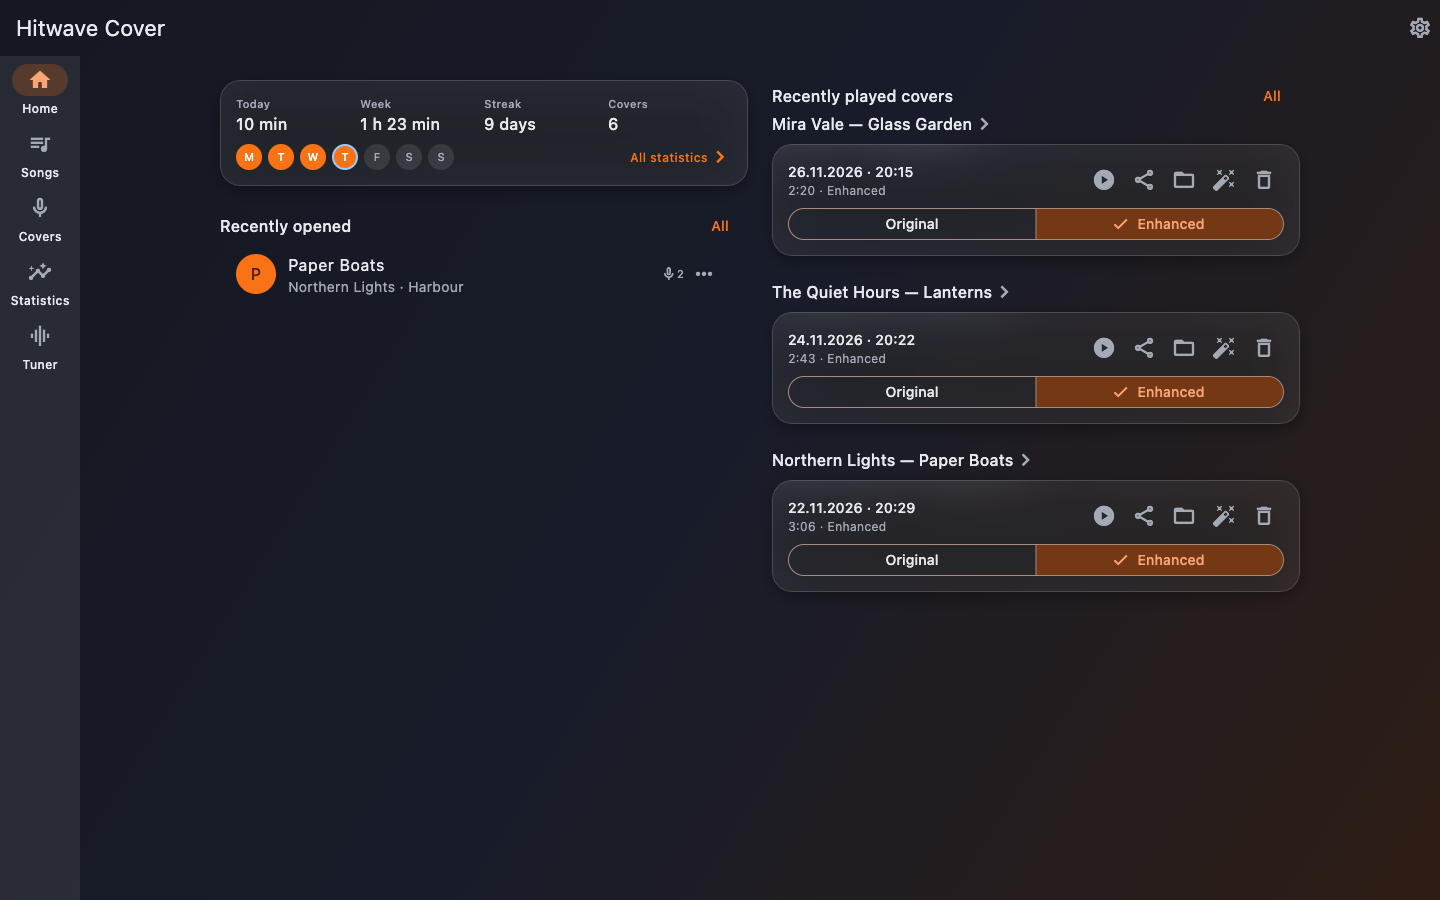 Hitwave Cover
Home
Songs
Covers
Statistics
Tuner
Today Week Streak Covers
10 min 1 h 23 min 9 days 6
M T W T F S S All statistics
Recently opened All
P
Paper Boats
Northern Lights · Harbour
2
Recently played covers All
Mira Vale — Glass Garden
26.11.2026 · 20:15
2:20 · Enhanced
Original Enhanced
The Quiet Hours — Lanterns
24.11.2026 · 20:22
2:43 · Enhanced
Original Enhanced
Northern Lights — Paper Boats
22.11.2026 · 20:29
3:06 · Enhanced
Original Enhanced